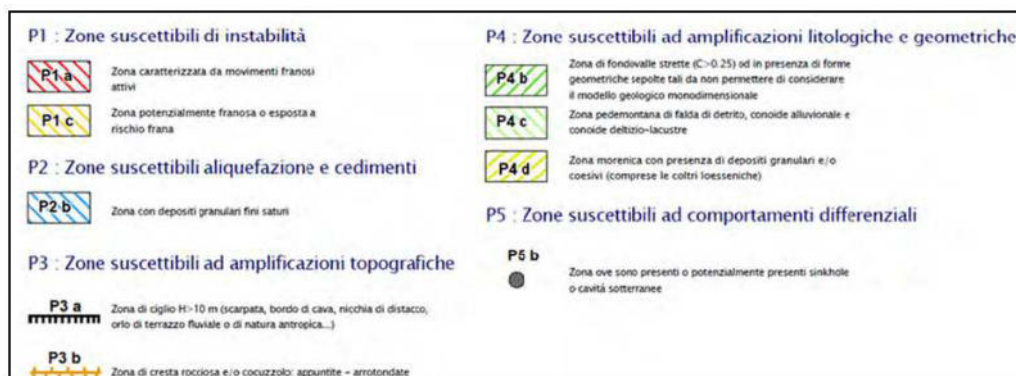 P1 : Zone suscettibili di instabilità
P1 a
Zona caratterizzata da movimenti franosi
attivi
P1 c
Zona potenzialmente franosa o esposta a
rischio frana
P2 : Zone suscettibili aliquefazione e cedimenti
P2 b
Zona con depositi granulari fini saturi
P3 : Zone suscettibili ad amplificazioni topografiche
P3 a
Zona di ciglio H>10 m (scarpata, bordo di cava, nicchia di distacco,
orlo di terrazzo fluviale o di natura antropica...)
P3 b
Zona di cresta rocciosa e/o cocuzzolo: appuntite - arrotondate
P4 : Zone suscettibili ad amplificazioni litologiche e geometriche
P4 b
Zona di fondovalle strette (C>0.25) od in presenza di forme
geometriche sepolte tali da non permettere di considerare
il modello geologico monodimensionale
P4 c
Zona pedemontana di falda di detrito, conoide alluvionale e
conoide deltizio-lacustre
P4 d
Zona morenica con presenza di depositi granulari e/o
coesivi (comprese le coltri loesseniche)
P5 : Zone suscettibili ad comportamenti differenziali
P5 b
Zona ove sono presenti o potenzialmente presenti sinkhole
o cavità sotterranee